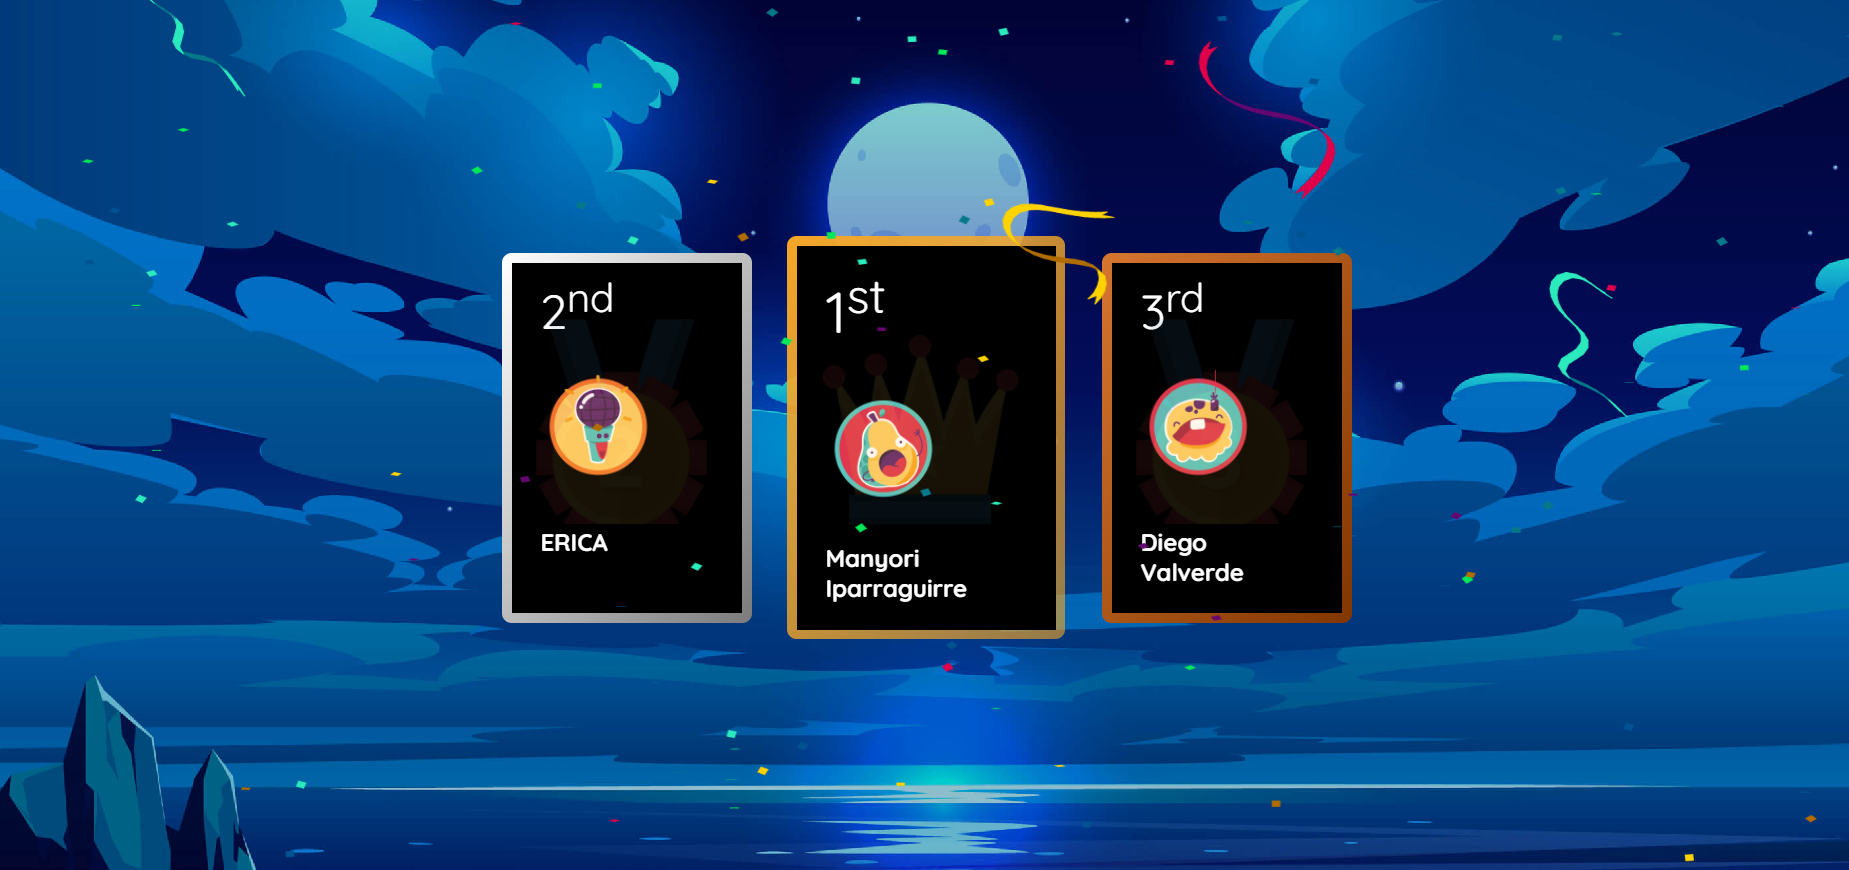 2nd
ERICA
1st
Manyori
Iparraguirre
3rd
Diego
Valverde